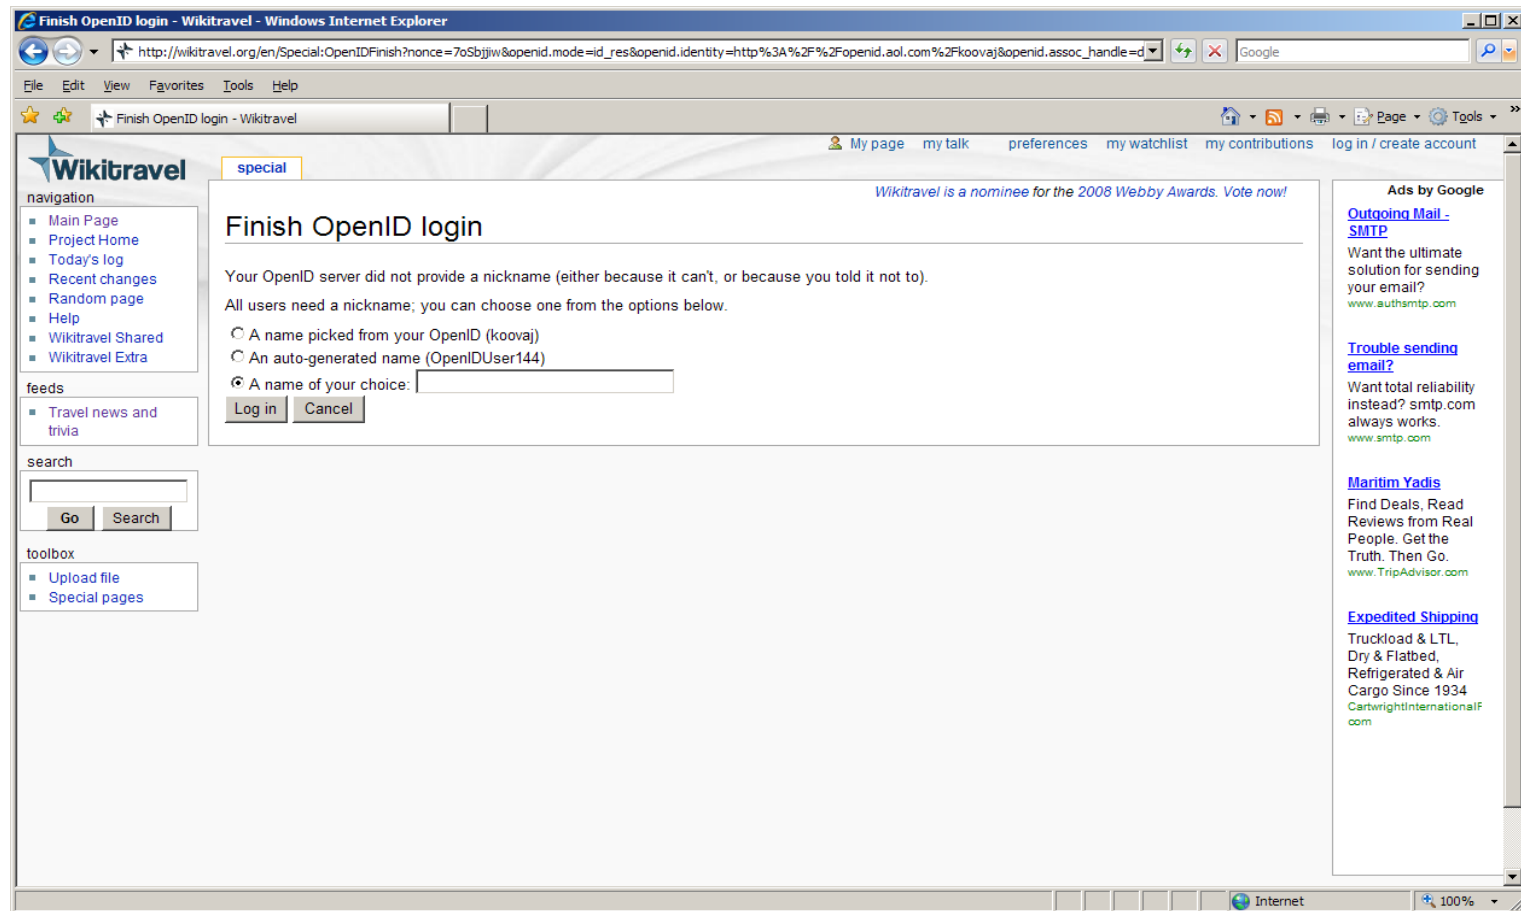 Finish OpenID login - Wikitravel - Windows Internet Explorer
http://wikitravel.org/en/Special:OpenIDFinish?nonce=7oSbjjiw&openid.mode=id_res&openid.identity=http%3A%2F%2Fopenid.aol.com%2Fkoovaj&openid.assoc_handle=d
Google
File Edit View Favorites Tools Help
Finish OpenID login - Wikitravel
Page Tools »
My page my talk preferences my watchlist my contributions log in / create account
Wikitravel
special
Wikitravel is a nominee for the 2008 Webby Awards. Vote now!
navigation
Main Page
Project Home
Today's log
Recent changes
Random page
Help
Wikitravel Shared
Wikitravel Extra
feeds
Travel news and
trivia
search
Go Search
toolbox
Upload file
Special pages
Finish OpenID login
Your OpenID server did not provide a nickname (either because it can't, or because you told it not to).
All users need a nickname; you can choose one from the options below.
A name picked from your OpenID (koovaj)
An auto-generated name (OpenIDUser144)
A name of your choice:
Log in Cancel
Ads by Google
Outgoing Mail -
SMTP
Want the ultimate
solution for sending
your email?
www.authsmtp.com
Trouble sending
email?
Want total reliability
instead? smtp.com
always works.
www.smtp.com
Maritim Yadis
Find Deals, Read
Reviews from Real
People. Get the
Truth. Then Go.
www.TripAdvisor.com
Expedited Shipping
Truckload & LTL,
Dry & Flatbed,
Refrigerated & Air
Cargo Since 1934
CartwrightInternationalF
com
Internet
100%